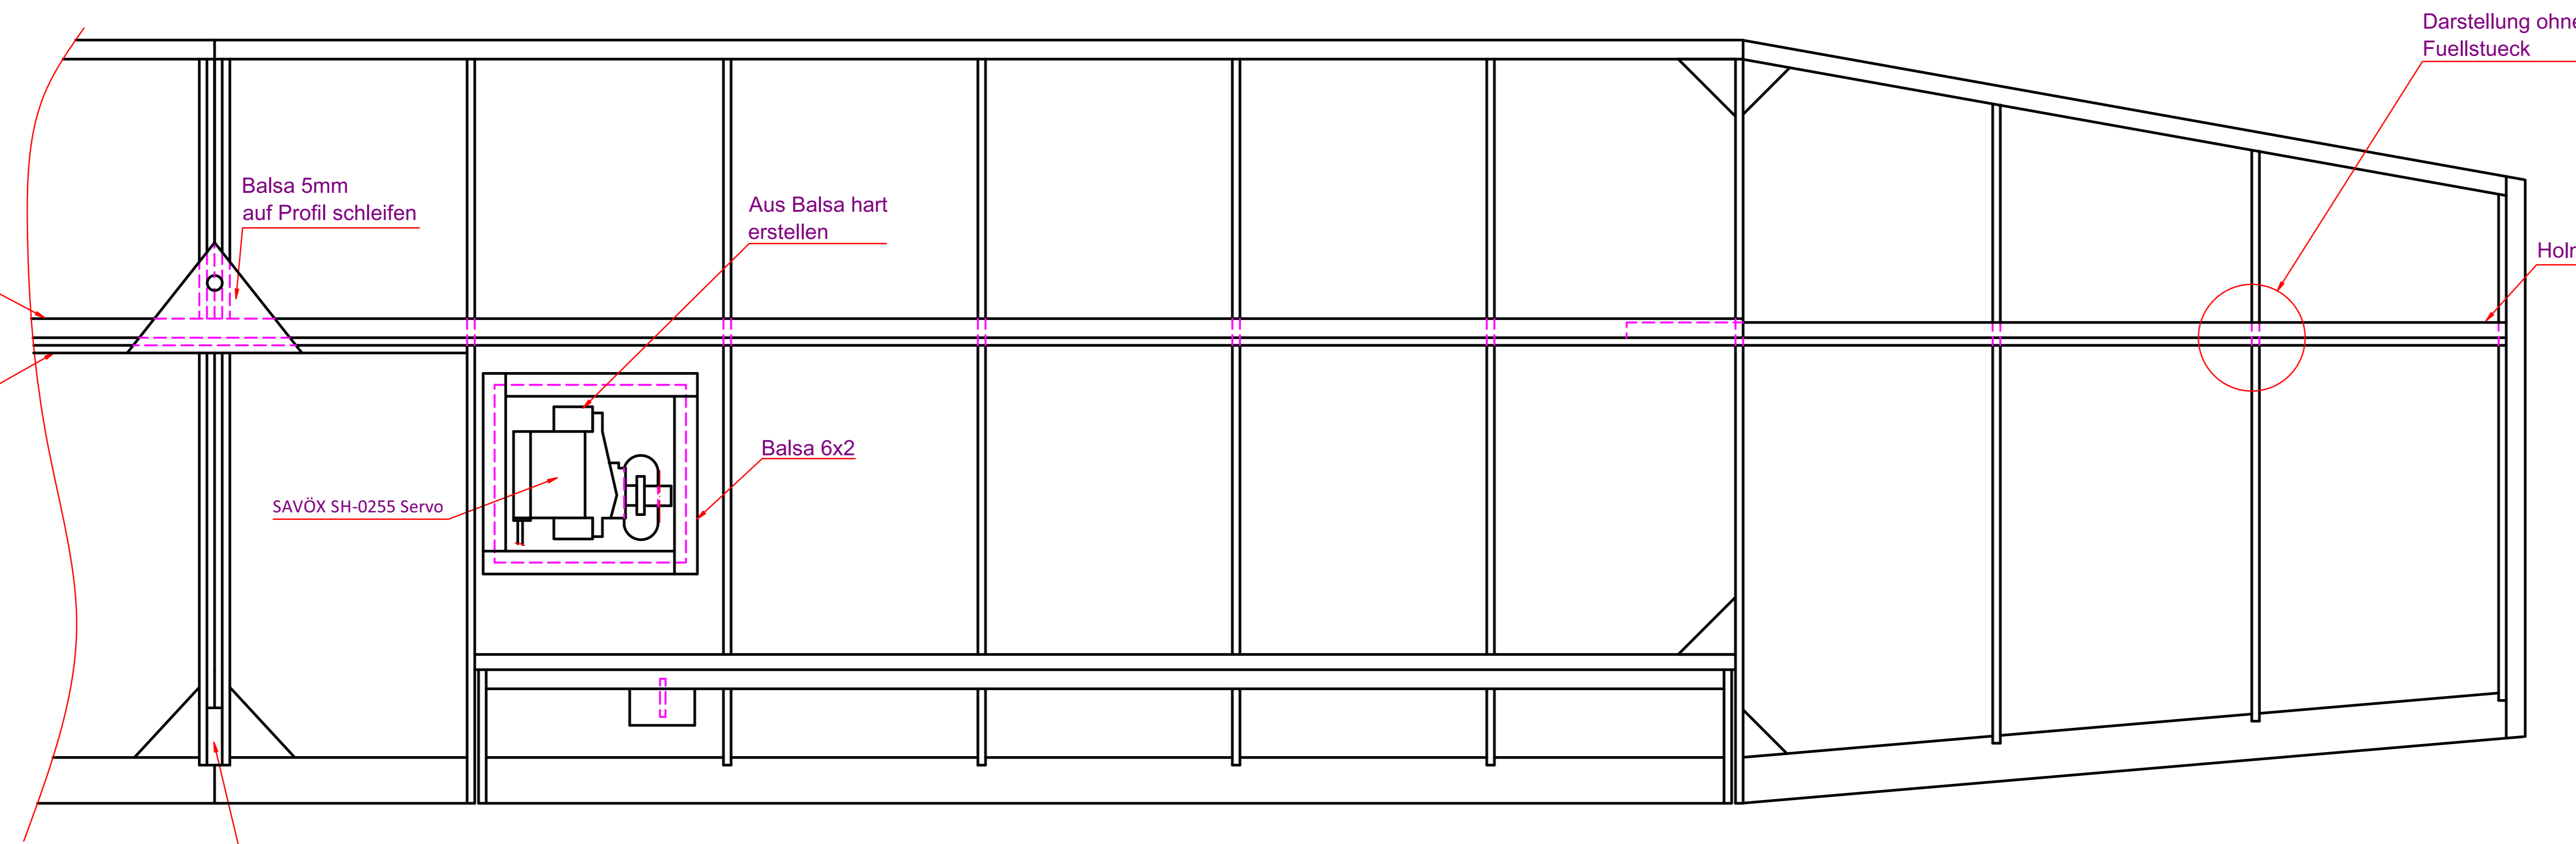 Darstellung ohne
Fuellstueck
Balsa 5mm
auf Profil schleifen
Aus Balsa hart
erstellen
Balsa 6x2
SAVÖX SH-0255 Servo